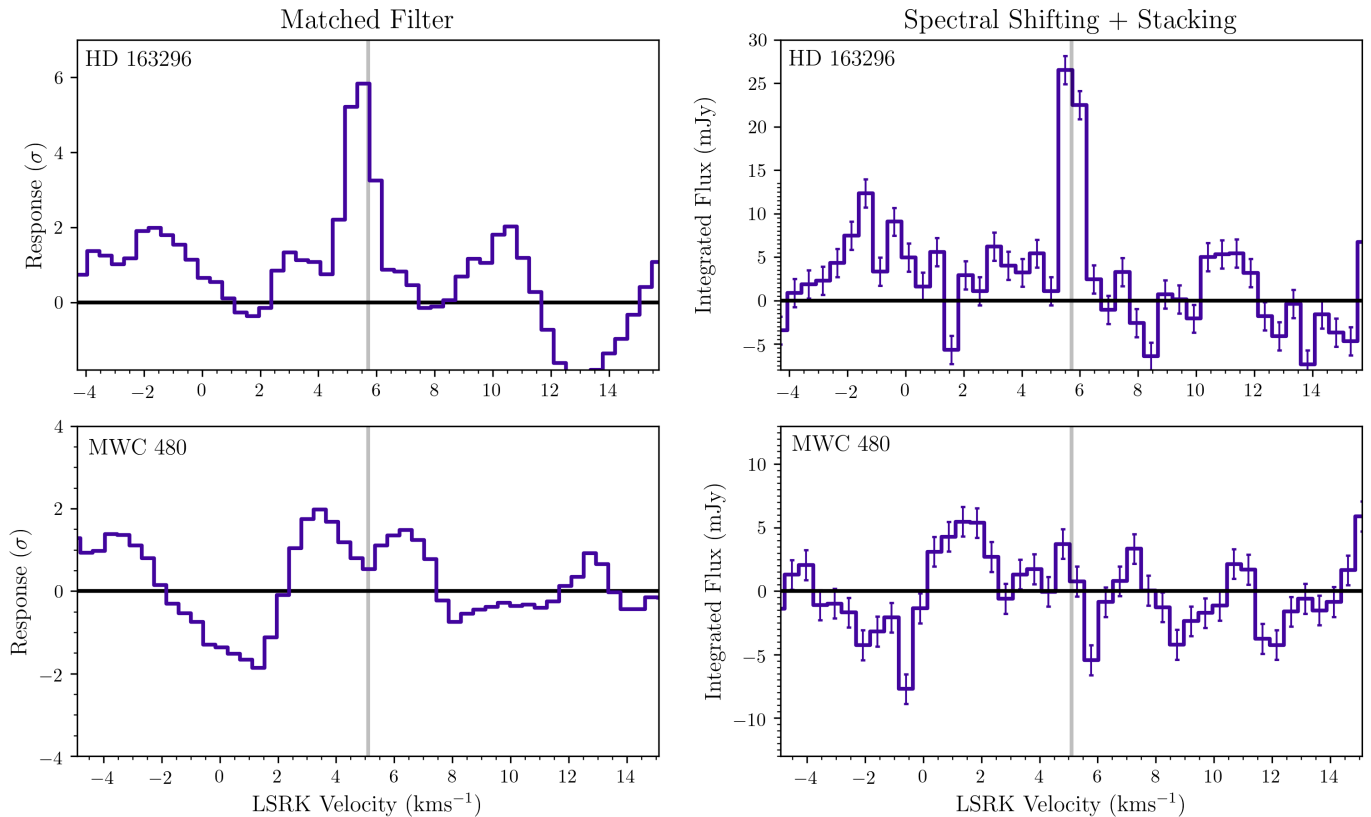 Matched Filter
Spectral Shifting + Stacking
HD 163296
Response (σ)
6
4
2
0
−4 −2 0 2 4 6 8 10 12 14
HD 163296
Integrated Flux (mJy)
30
25
20
15
10
5
0
−5
−4 −2 0 2 4 6 8 10 12 14
MWC 480
Response (σ)
4
2
0
−2
−4
−4 −2 0 2 4 6 8 10 12 14
LSRK Velocity (kms⁻¹)
MWC 480
Integrated Flux (mJy)
10
5
0
−5
−10
−4 −2 0 2 4 6 8 10 12 14
LSRK Velocity (kms⁻¹)